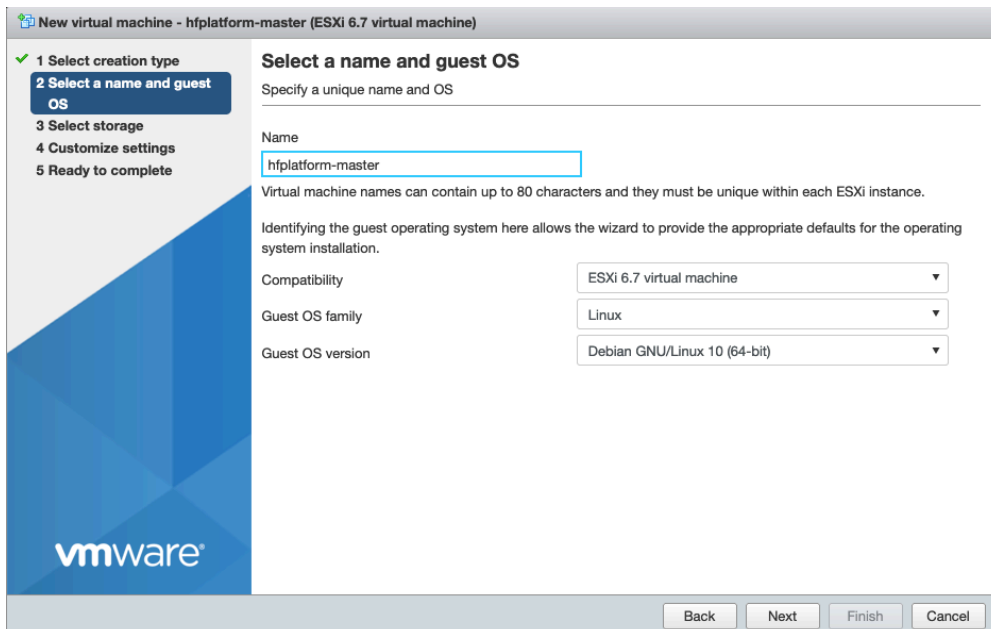 New virtual machine - hfplatform-master (ESXi 6.7 virtual machine)
1 Select creation type
2 Select a name and guest
OS
3 Select storage
4 Customize settings
5 Ready to complete
Select a name and guest OS
Specify a unique name and OS
Name
hfplatform-master
Virtual machine names can contain up to 80 characters and they must be unique within each ESXi instance.
Identifying the guest operating system here allows the wizard to provide the appropriate defaults for the operating
system installation.
Compatibility
ESXi 6.7 virtual machine
Guest OS family
Linux
Guest OS version
Debian GNU/Linux 10 (64-bit)
vmware®
Back Next Finish Cancel